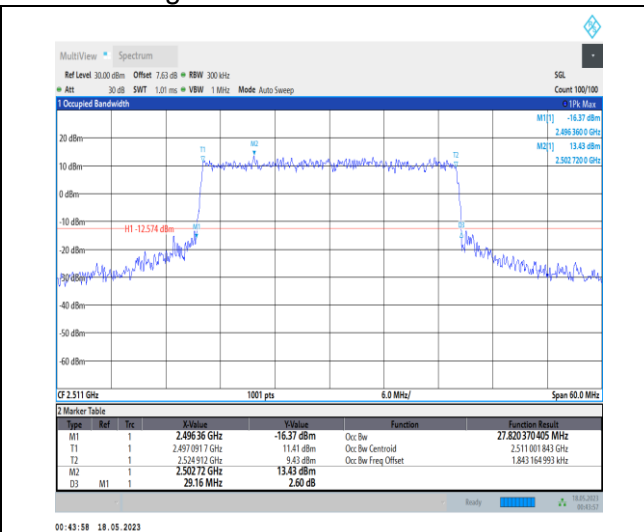 MultiView Spectrum
Ref Level 30.00 dBm Offset 7.63 dB RBW 300 kHz SGL
Att 30 dB SWT 1.01 ms VBW 1 MHz Mode Auto Sweep Count 100/100
1 Occupied Bandwidth 1Pk Max
M1[1] -16.37 dBm
2.496 360 0 GHz
M2[1] 13.43 dBm
2.502 720 0 GHz
20 dBm
T1 M2 T2
10 dBm
0 dBm
-10 dBm
H1 -12.574 dBm M1 D3
-20 dBm
-30 dBm
-40 dBm
-50 dBm
-60 dBm
CF 2.511 GHz 1001 pts 6.0 MHz/ Span 60.0 MHz
2 Marker Table
Type Ref Trc X-Value Y-Value Function Function Result
M1 1 2.496 36 GHz -16.37 dBm Occ Bw 27.820 370 405 MHz
T1 1 2.497 091 7 GHz 11.41 dBm Occ Bw Centroid 2.511 001 843 GHz
T2 1 2.524 912 GHz 9.43 dBm Occ Bw Freq Offset 1.843 164 993 kHz
M2 1 2.502 72 GHz 13.43 dBm
D3 M1 1 29.16 MHz 2.60 dB
Ready 18.05.2023
00:43:57
00:43:58 18.05.2023